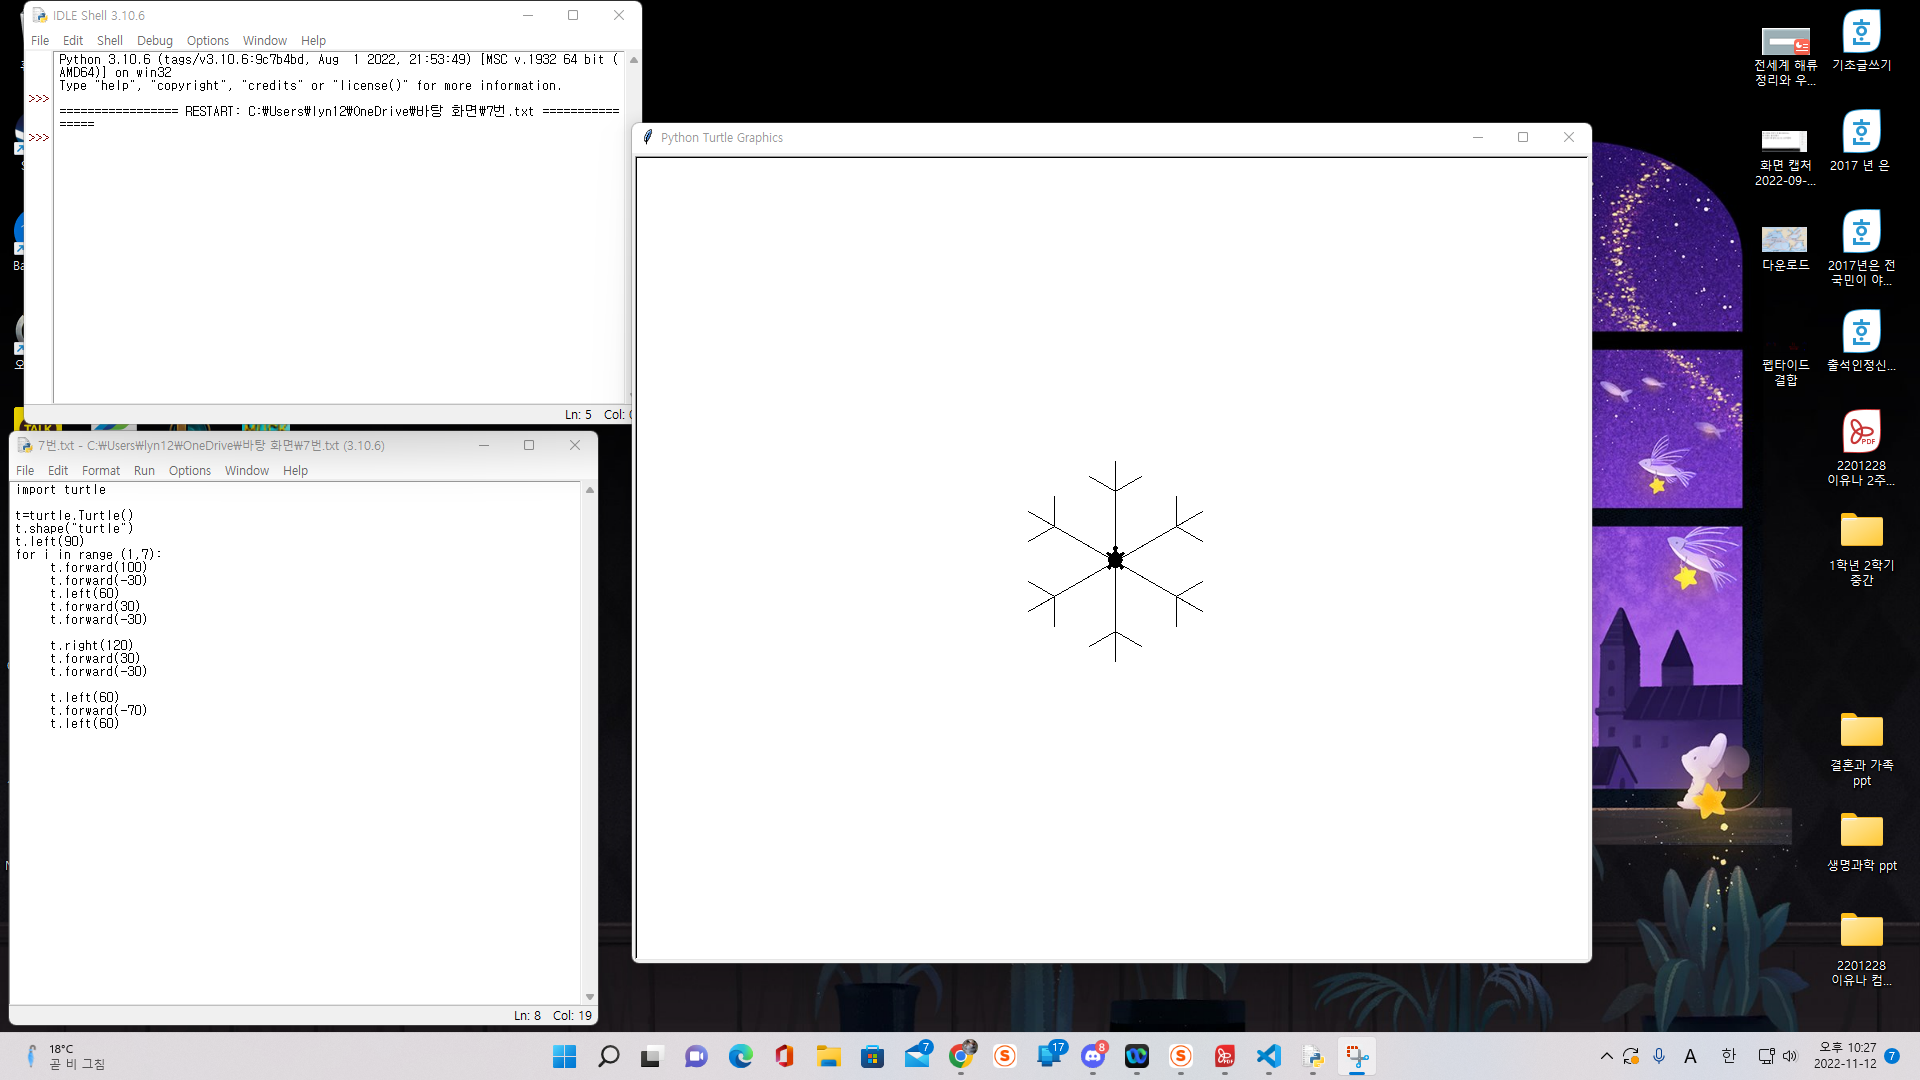 IDLE Shell 3.10.6
File Edit Shell Debug Options Window Help
Python 3.10.6 (tags/v3.10.6:9c7b4bd, Aug  1 2022, 21:53:49) [MSC v.1932 64 bit (
AMD64)] on win32
Type "help", "copyright", "credits" or "license()" for more information.
>>>
================= RESTART: C:₩Users₩lyn12₩OneDrive₩바탕 화면₩7번.txt ===========
=====
>>>
Ln: 5 Col:
7번.txt - C:₩Users₩lyn12₩OneDrive₩바탕 화면₩7번.txt (3.10.6)
File Edit Format Run Options Window Help
import turtle
t=turtle.Turtle()
t.shape("turtle")
t.left(90)
for i in range (1,7):
    t.forward(100)
    t.forward(-30)
    t.left(60)
    t.forward(30)
    t.forward(-30)
    t.right(120)
    t.forward(30)
    t.forward(-30)
    t.left(60)
    t.forward(-70)
    t.left(60)
Ln: 8 Col: 19
Python Turtle Graphics
전세계 해류
정리와 우...
기초글쓰기
화면 캡처
2022-09-...
2017 년 은
다운로드
2017년은 전
국민이 야...
펩타이드
결합
출석인정신...
PDF
2201228
이유나 2주...
1학년 2학기
중간
결혼과 가족
ppt
생명과학 ppt
2201228
이유나 컴...
TALK
18°C
곧 비 그침
7
17
8
A
한
오후 10:27
2022-11-12
7